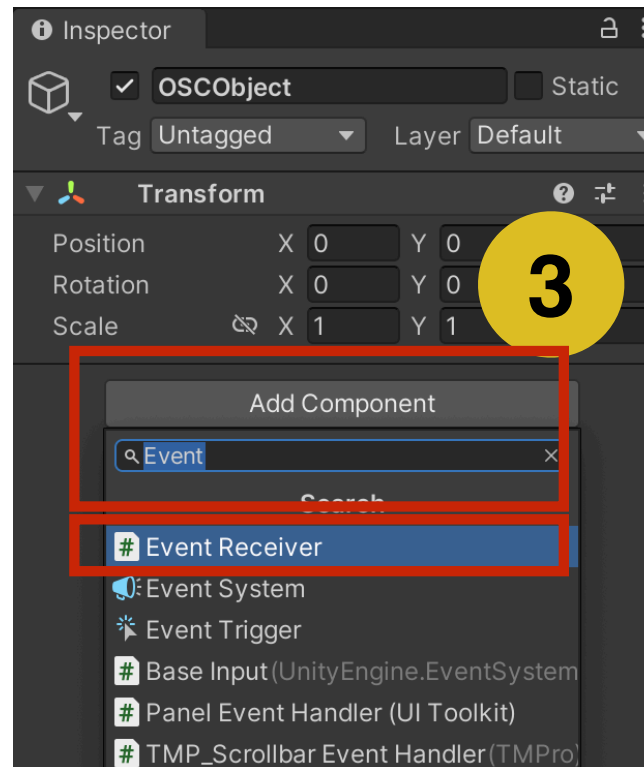 Inspector
OSCObject Static
Tag Untagged Layer Default
Transform
Position X 0 Y 0
Rotation X 0 Y 0
3
Scale X 1 Y 1
Add Component
Event
Search
# Event Receiver
Event System
Event Trigger
# Base Input (UnityEngine.EventSystem
# Panel Event Handler (UI Toolkit)
# TMP_Scrollbar Event Handler (TMPro)